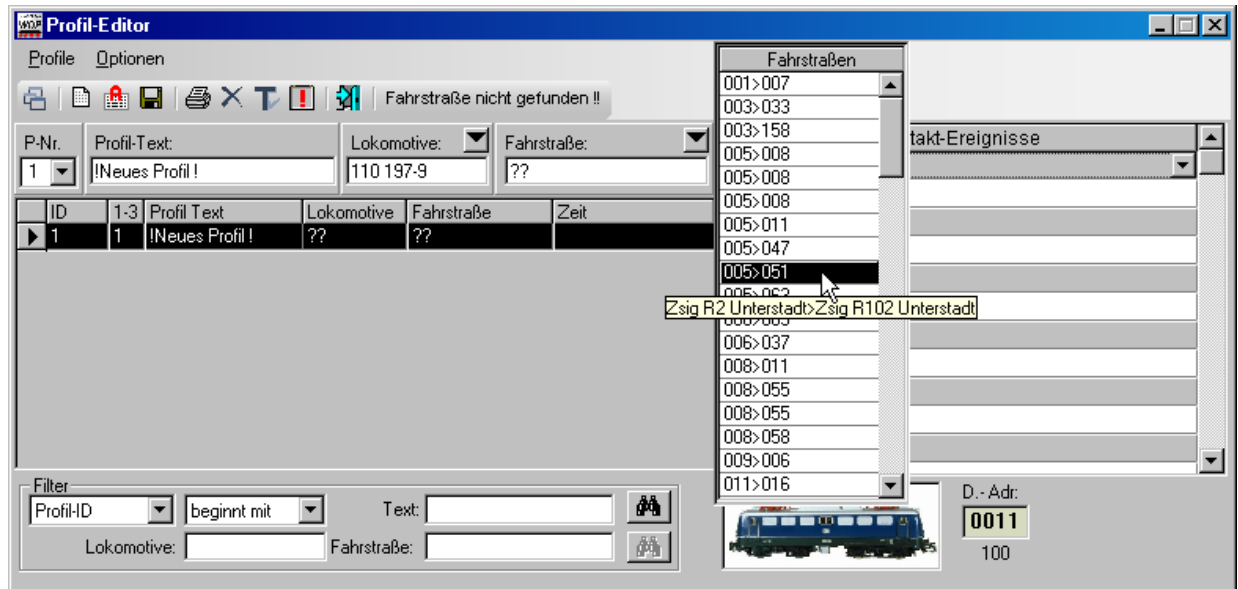 Profil-Editor
Profile Optionen
Fahrstraße nicht gefunden !!
P-Nr. Profil-Text: Lokomotive: Fahrstraße:
1 !Neues Profil ! 110 197-9 ??
ID 1-3 Profil Text Lokomotive Fahrstraße Zeit
1 1 !Neues Profil ! ?? ??
Fahrstraßen
001>007
003>033
003>158
005>008
005>008
005>008
005>011
005>047
005>051
Zsig R2 Unterstadt>Zsig R102 Unterstadt
006>037
008>011
008>055
008>055
008>058
009>006
011>016
takt-Ereignisse
Filter
Profil-ID beginnt mit Text:
Lokomotive: Fahrstraße:
D.- Adr:
0011
100